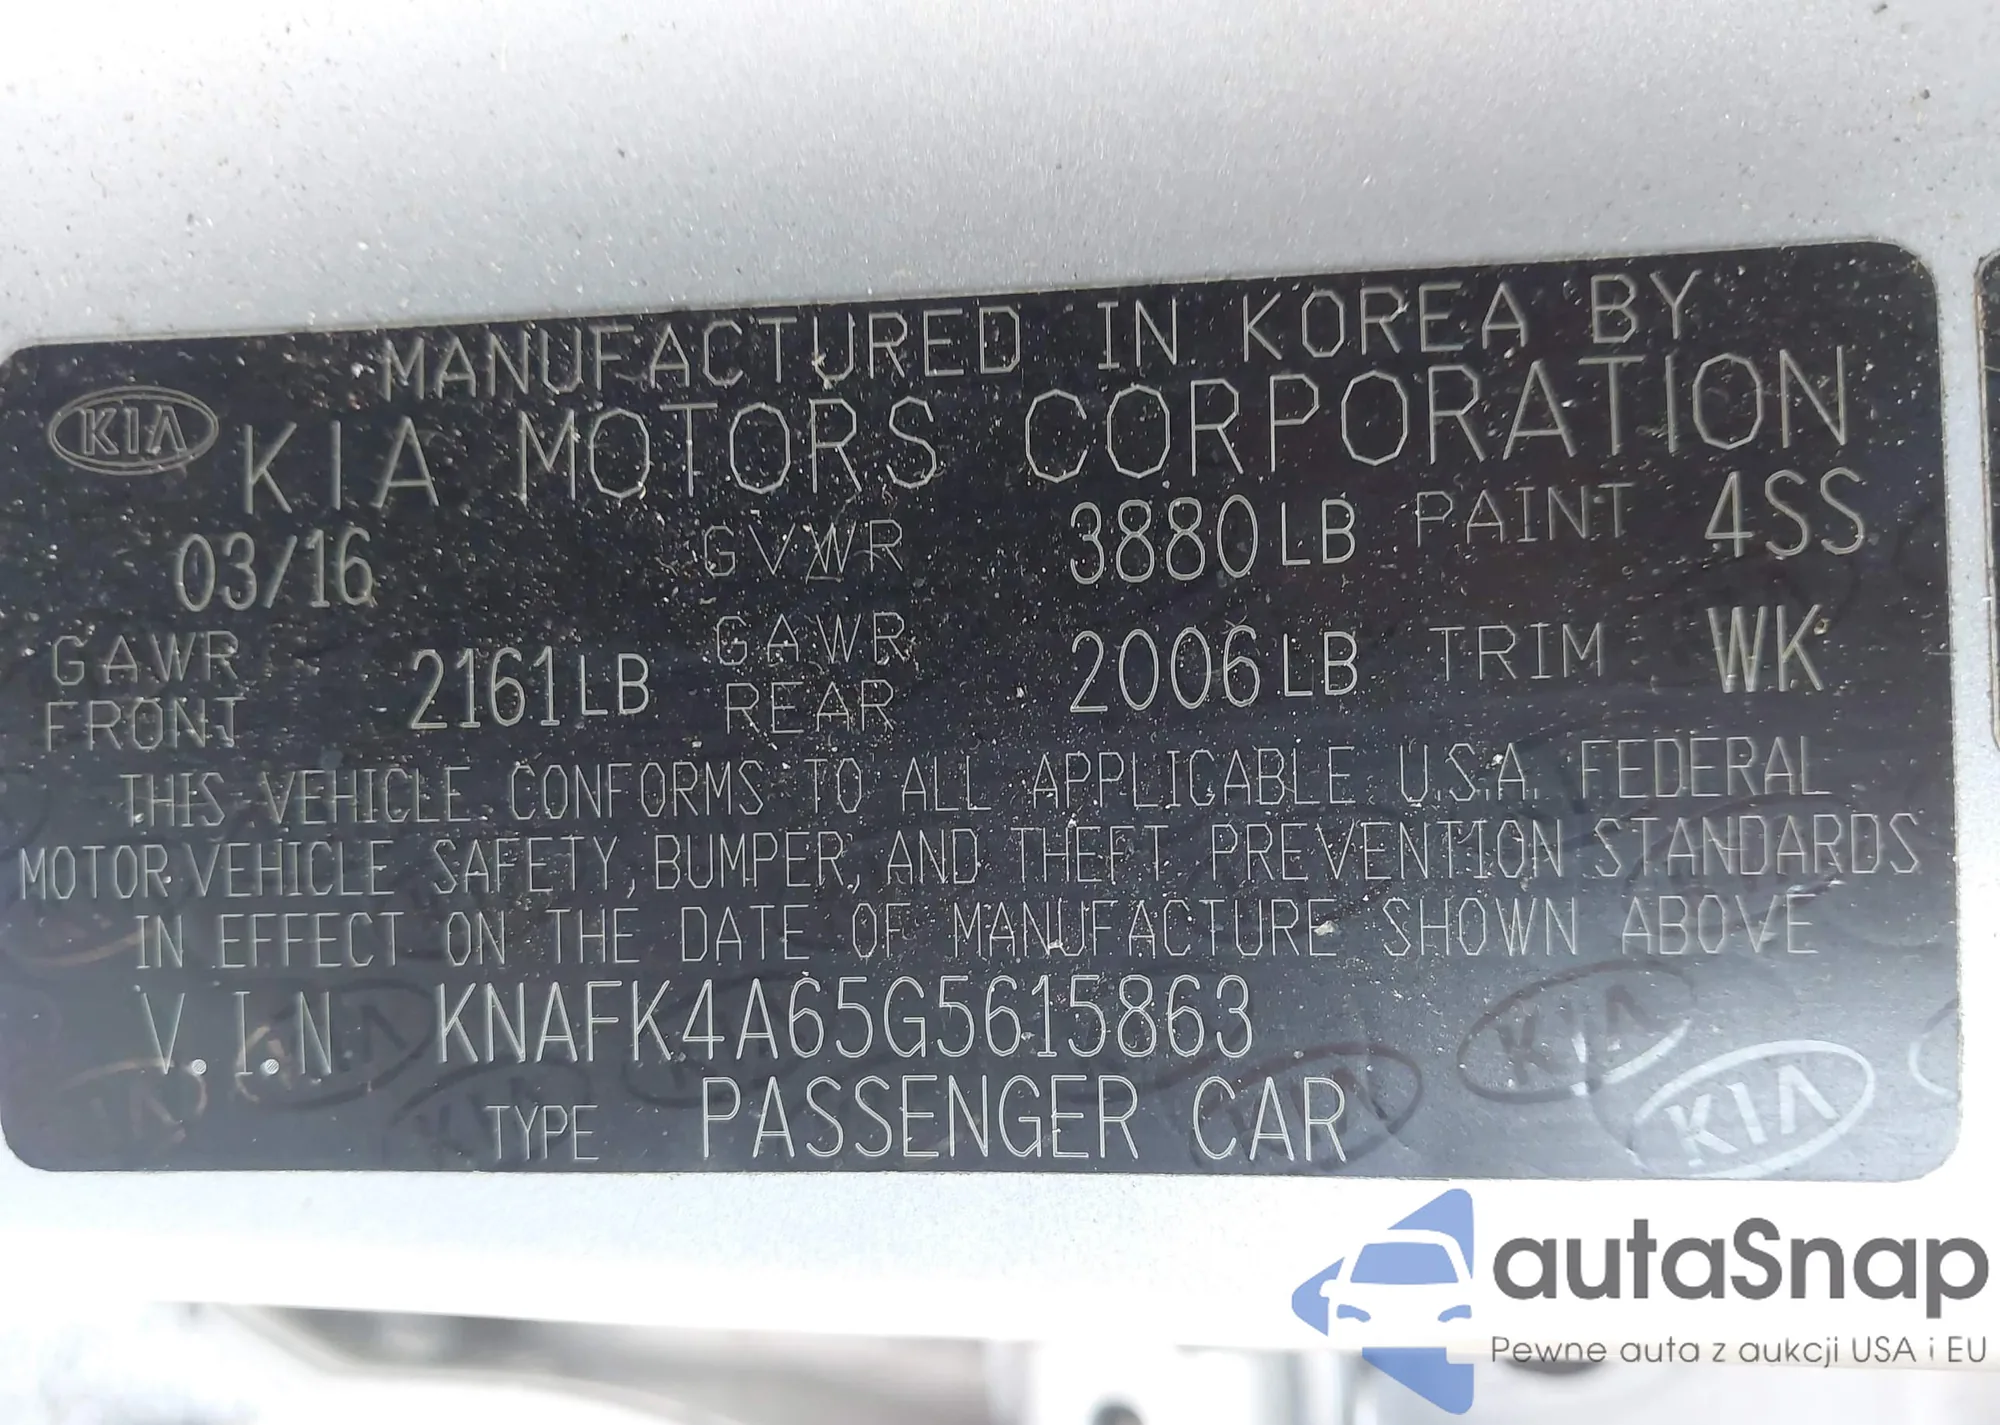 MANUFACTURED IN KOREA BY
KIA KIA MOTORS CORPORATION
03/16 GVWR 3880LB PAINT 4SS
GAWR FRONT 2161LB GAWR REAR 2006LB TRIM WK
THIS VEHICLE CONFORMS TO ALL APPLICABLE U.S.A. FEDERAL
MOTOR VEHICLE SAFETY, BUMPER, AND THEFT PREVENTION STANDARDS
IN EFFECT ON THE DATE OF MANUFACTURE SHOWN ABOVE
V.I.N KNAFK4A65G5615863
TYPE PASSENGER CAR
KIA
KIA
autaSnap
Pewne auta z aukcji USA i EU